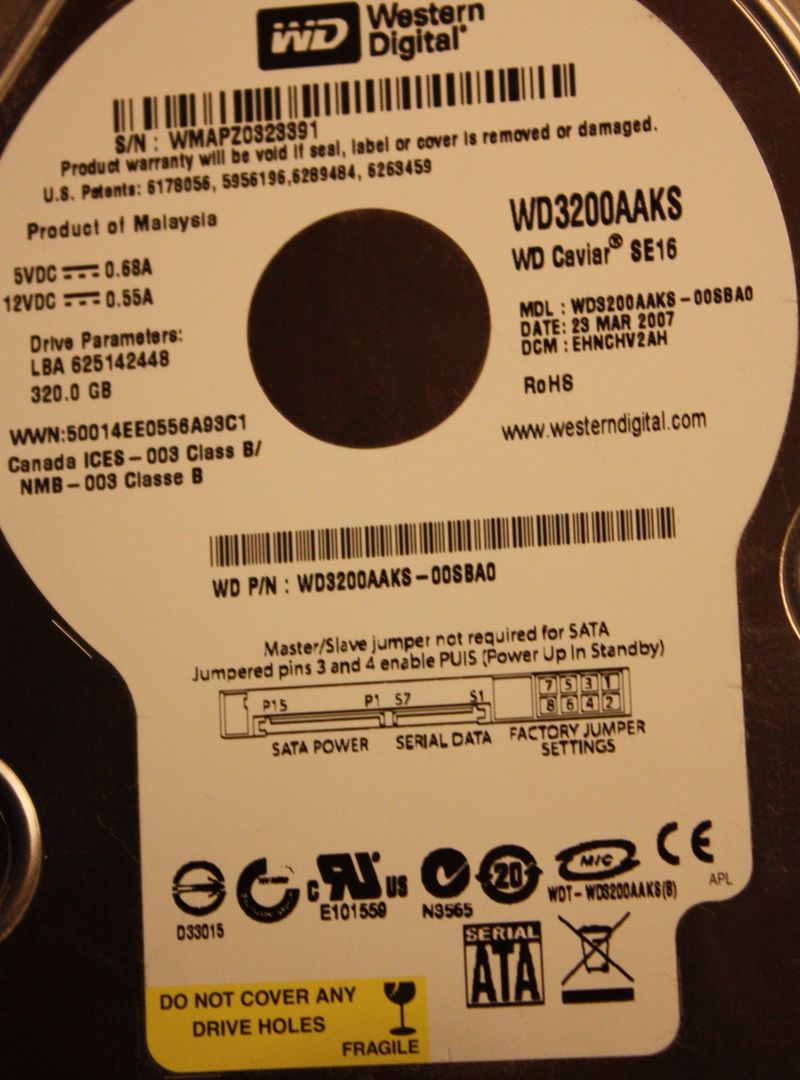 WD Western
Digital®
S/N : WMAPZ0323391
Product warranty will be void if seal, label or cover is removed or damaged.
U.S. Patents: 6178056, 5956196,6289484, 6263459
Product of Malaysia
5VDC ⎓ 0.68A
12VDC ⎓ 0.55A
Drive Parameters:
LBA 625142448
320.0 GB
WWN:50014EE0556A93C1
Canada ICES – 003 Class B/
NMB – 003 Classe B
WD3200AAKS
WD Caviar® SE16
MDL : WD3200AAKS – 00SBA0
DATE: 23 MAR 2007
DCM : EHNCHV2AH
RoHS
www.westerndigital.com
WD P/N : WD3200AAKS – 00SBA0
Master/Slave jumper not required for SATA
Jumpered pins 3 and 4 enable PUIS (Power Up In Standby)
7 5 3 1
P15 P1 S7 S1
8 6 4 2
SATA POWER SERIAL DATA FACTORY JUMPER
SETTINGS
D33015
C UR US
E101559
N3565
20
MIC
WDT – WD3200AAKS(B)
CE
APL
SERIAL
ATA
DO NOT COVER ANY
DRIVE HOLES
FRAGILE